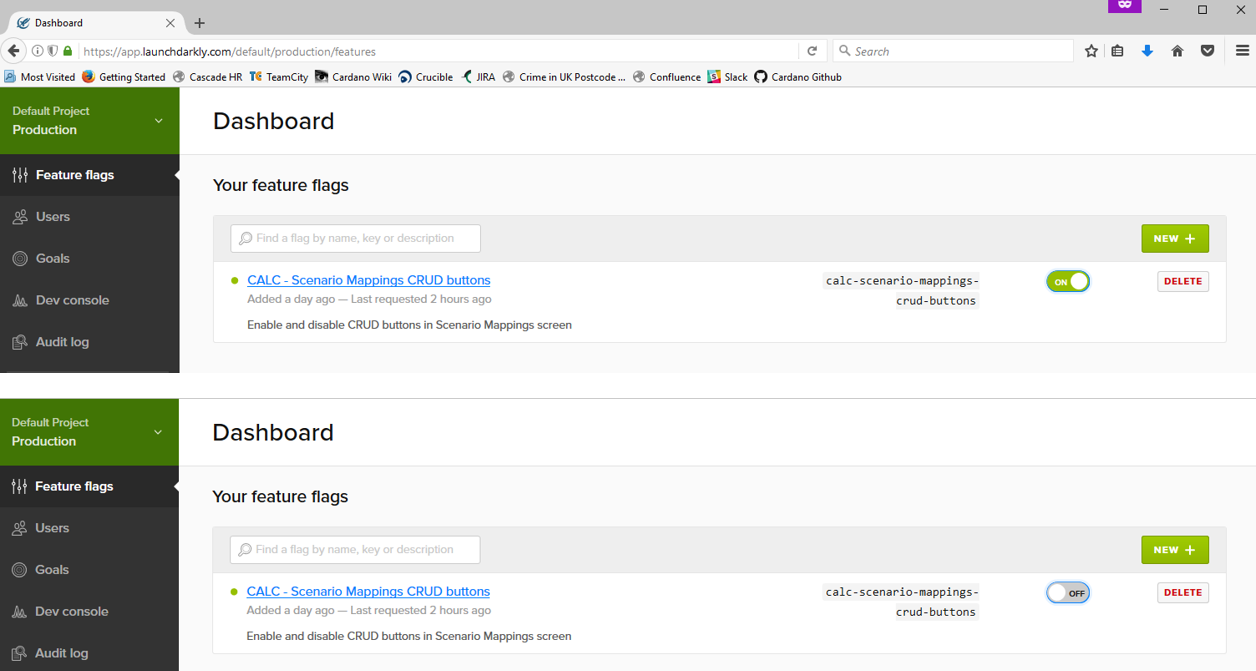 Dashboard
https://app.launchdarkly.com/default/production/features
Search
Most Visited Getting Started Cascade HR TeamCity Cardano Wiki Crucible JIRA Crime in UK Postcode ... Confluence Slack Cardano Github
Default Project
Production
Dashboard
Feature flags
Users
Goals
Dev console
Audit log
Your feature flags
Find a flag by name, key or description
NEW +
CALC - Scenario Mappings CRUD buttons
Added a day ago — Last requested 2 hours ago
Enable and disable CRUD buttons in Scenario Mappings screen
calc-scenario-mappings-
crud-buttons
ON
DELETE
Default Project
Production
Dashboard
Feature flags
Users
Goals
Dev console
Audit log
Your feature flags
Find a flag by name, key or description
NEW +
CALC - Scenario Mappings CRUD buttons
Added a day ago — Last requested 2 hours ago
Enable and disable CRUD buttons in Scenario Mappings screen
calc-scenario-mappings-
crud-buttons
OFF
DELETE